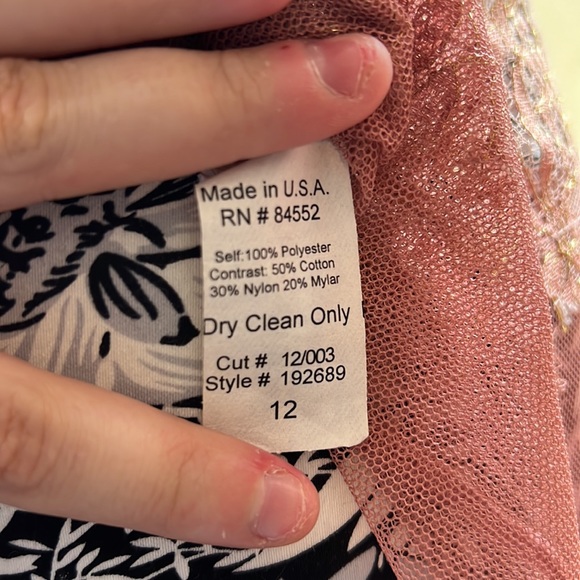 Made in U.S.A.
RN # 84552
Self:100% Polyester
Contrast: 50% Cotton
30% Nylon 20% Mylar
Dry Clean Only
Cut # 12/003
Style # 192689
12